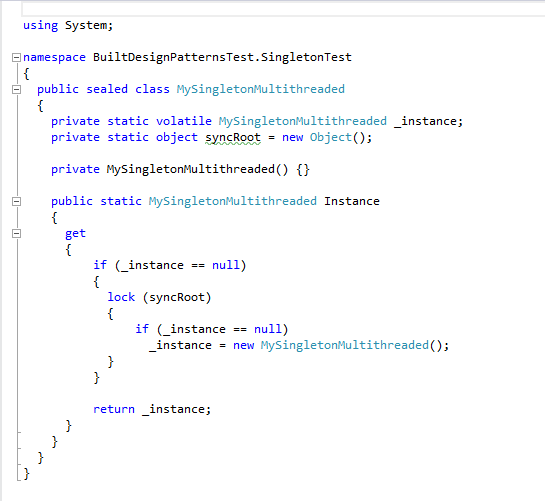 using System;
namespace BuiltDesignPatternsTest.SingletonTest
{
public sealed class MySingletonMultithreaded
{
private static volatile MySingletonMultithreaded _instance;
private static object syncRoot = new Object();
private MySingletonMultithreaded() {}
public static MySingletonMultithreaded Instance
{
get
{
if (_instance == null)
{
lock (syncRoot)
{
if (_instance == null)
_instance = new MySingletonMultithreaded();
}
}
return _instance;
}
}
}
}